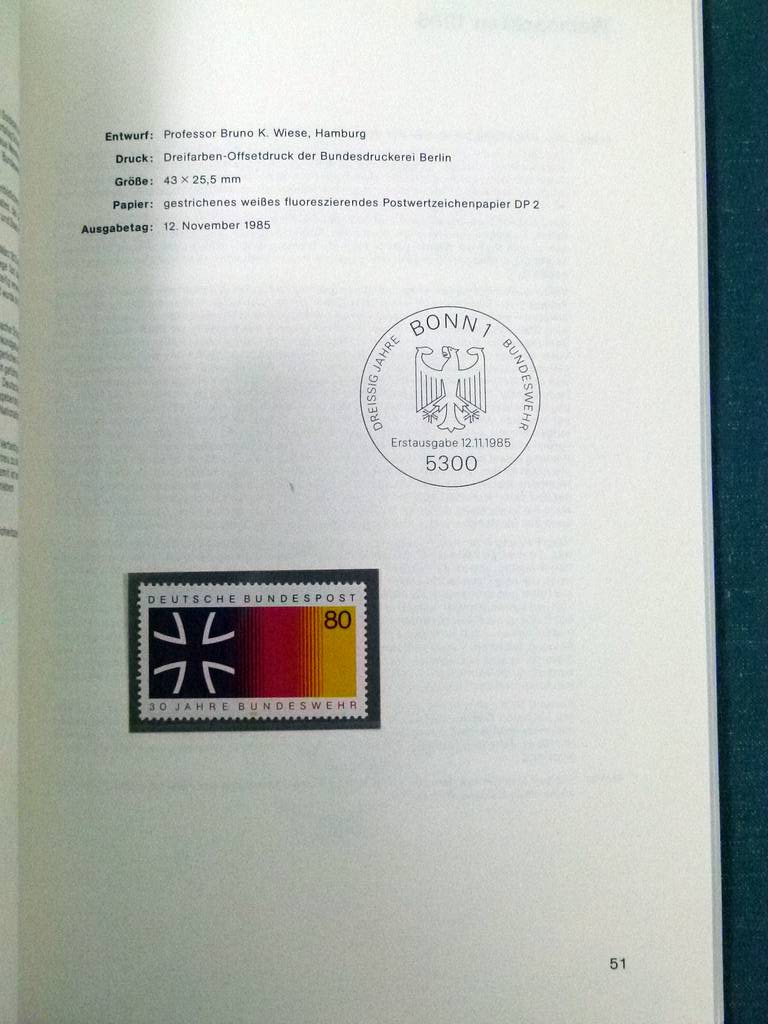 Entwurf: Professor Bruno K. Wiese, Hamburg
Druck: Dreifarben-Offsetdruck der Bundesdruckerei Berlin
Größe: 43 × 25,5 mm
Papier: gestrichenes weißes fluoreszierendes Postwertzeichenpapier DP 2
Ausgabetag: 12. November 1985
BONN 1
DREISSIG JAHRE
BUNDESWEHR
Erstausgabe 12.11.1985
5300
DEUTSCHE BUNDESPOST
80
30 JAHRE BUNDESWEHR
51